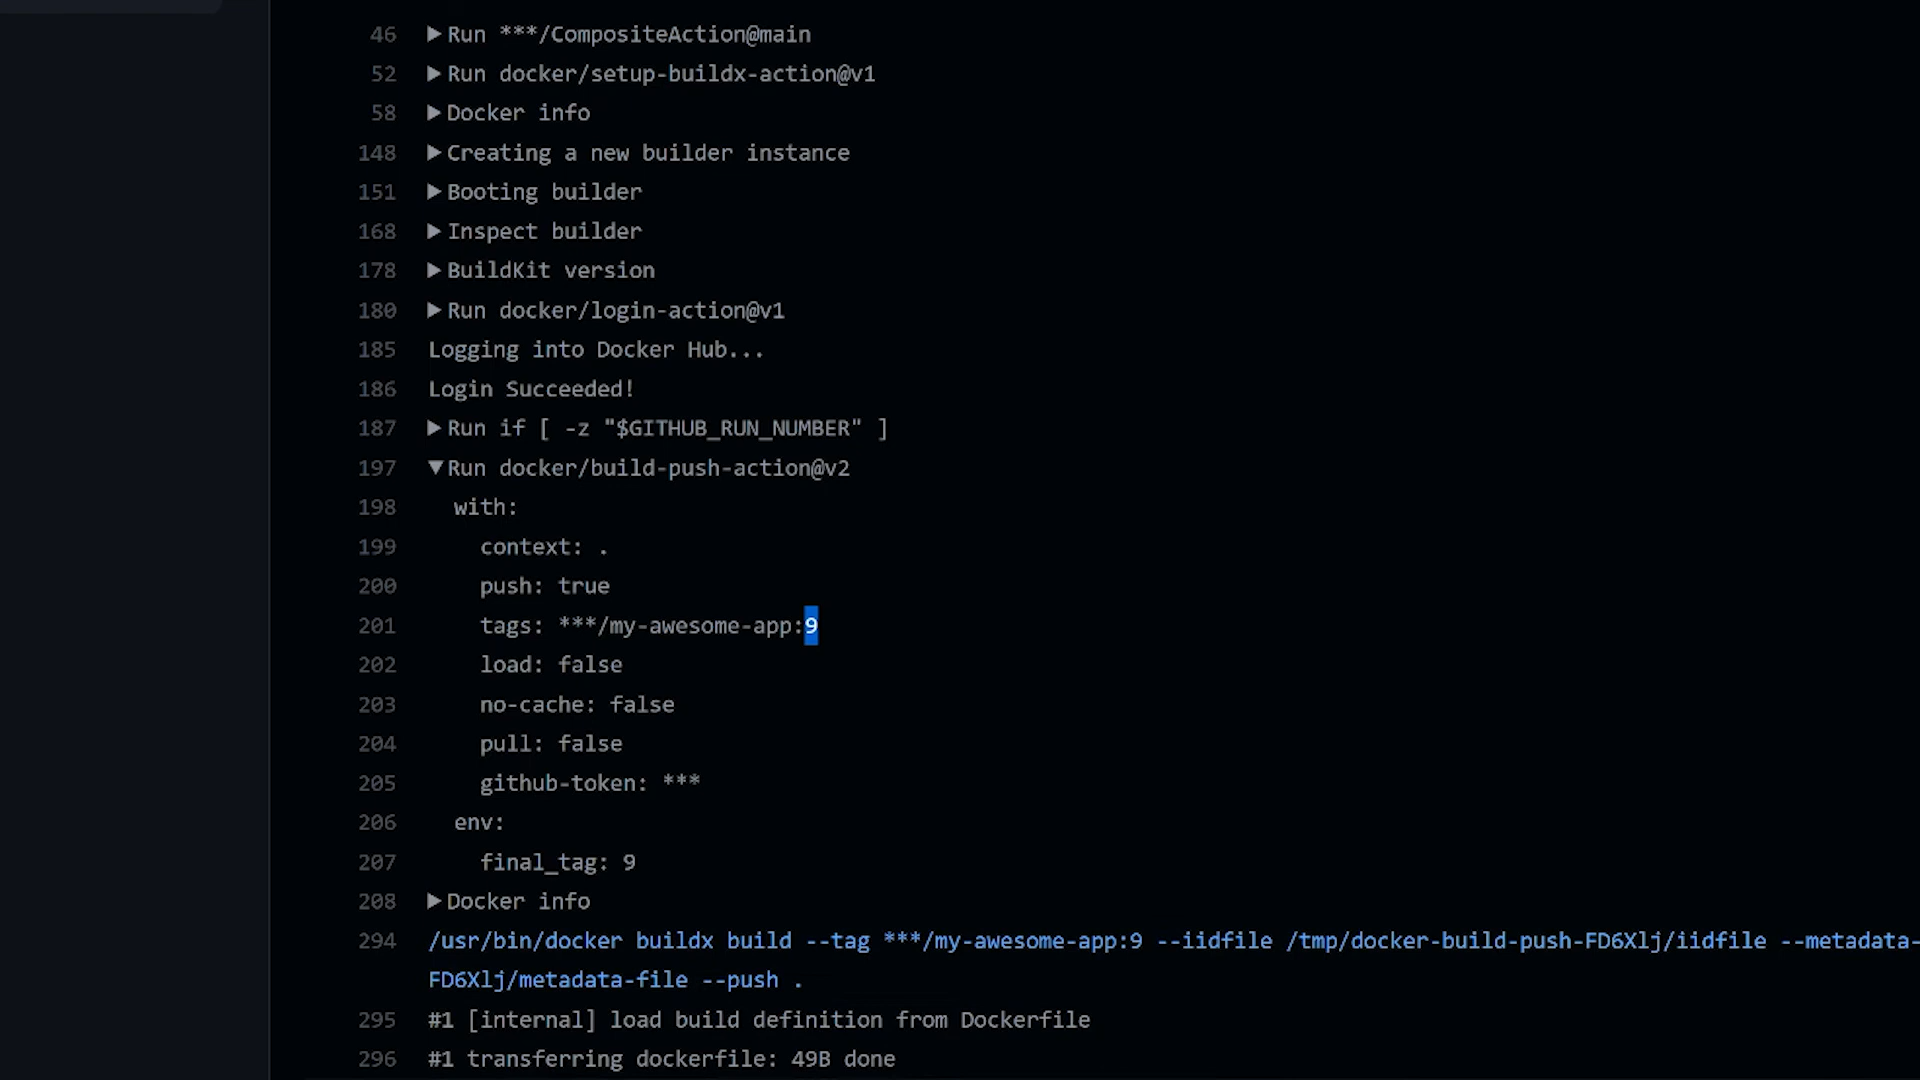 46 ▶Run ***/CompositeAction@main
52 ▶Run docker/setup-buildx-action@v1
58 ▶Docker info
148 ▶Creating a new builder instance
151 ▶Booting builder
168 ▶Inspect builder
178 ▶BuildKit version
180 ▶Run docker/login-action@v1
185 Logging into Docker Hub...
186 Login Succeeded!
187 ▶Run if [ -z "$GITHUB_RUN_NUMBER" ]
197 ▼Run docker/build-push-action@v2
198 with:
199 context: .
200 push: true
201 tags: ***/my-awesome-app:9
202 load: false
203 no-cache: false
204 pull: false
205 github-token: ***
206 env:
207 final_tag: 9
208 ▶Docker info
294 /usr/bin/docker buildx build --tag ***/my-awesome-app:9 --iidfile /tmp/docker-build-push-FD6Xlj/iidfile --metadata-
FD6Xlj/metadata-file --push .
295 #1 [internal] load build definition from Dockerfile
296 #1 transferring dockerfile: 49B done